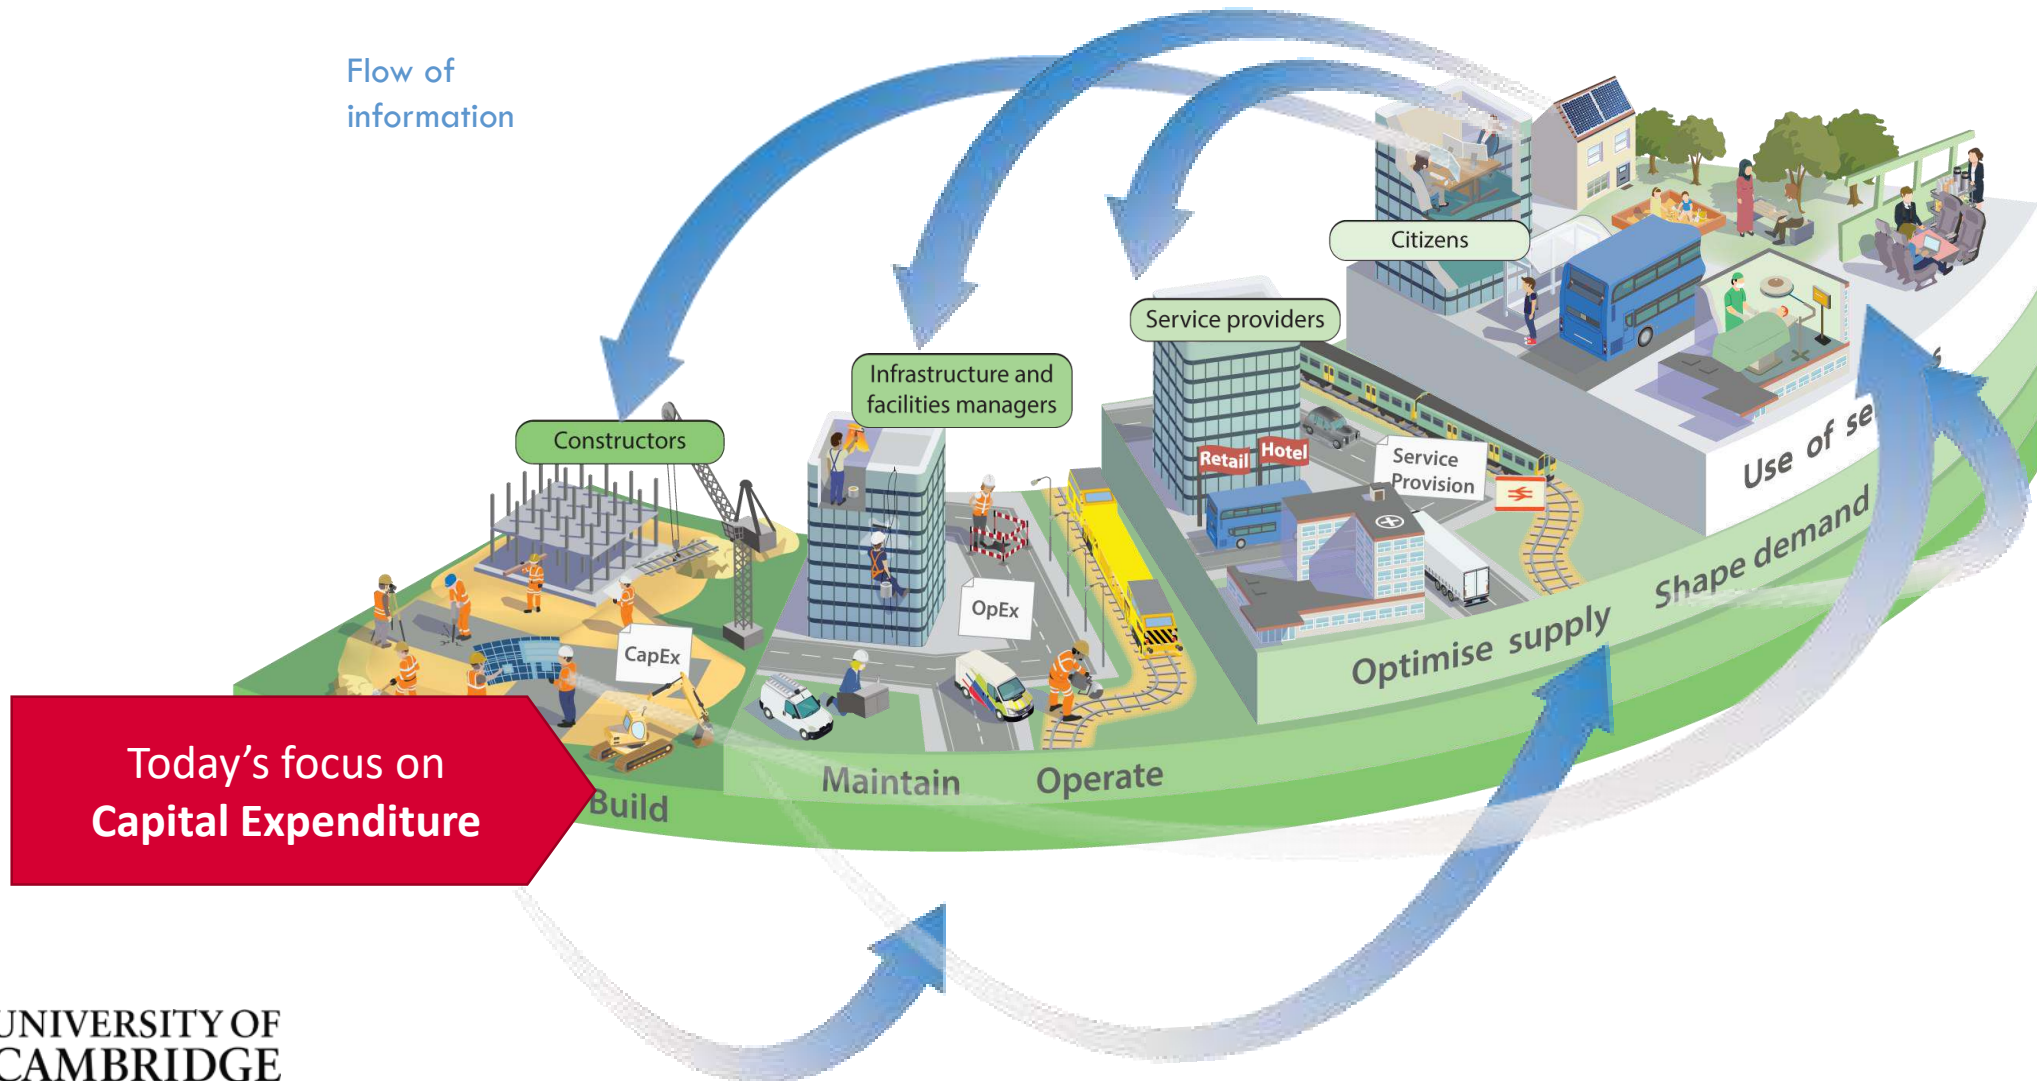 Flow of
information
Citizens
Service providers
Infrastructure and
facilities managers
Constructors
Retail
Hotel
Service
Provision
OpEx
CapEx
Use of se
s
Shape demand
Optimise supply
Maintain
Operate
Build
Today's focus on
Capital Expenditure
UNIVERSITY OF
CAMBRIDGE